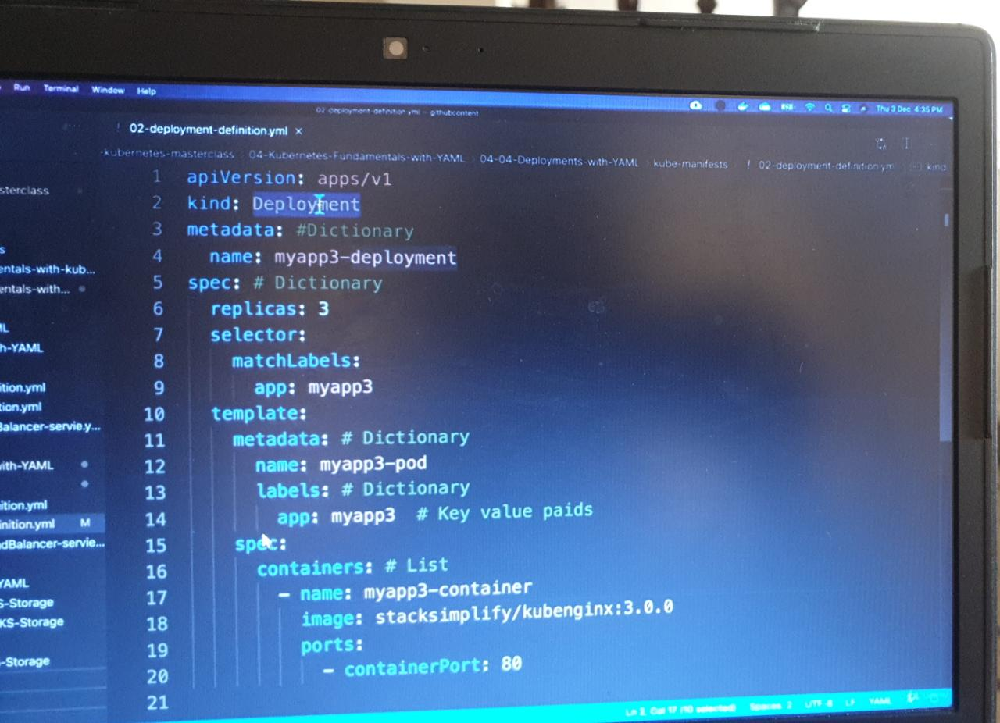 Run Terminal Window Help
Thu 3 Dec 4:35 PM
02-deployment-definition.yml — githubcontent
! 02-deployment-definition.yml ×
-kubernetes-masterclass 04-Kubernetes-Fundamentals-with-YAML 04-04-Deployments-with-YAML kube-manifests ! 02-deployment-definition.ym kind
1 apiVersion: apps/v1
2 kind: Deployment
3 metadata: #Dictionary
4 name: myapp3-deployment
5 spec: # Dictionary
6 replicas: 3
7 selector:
8 matchLabels:
9 app: myapp3
10 template:
11 metadata: # Dictionary
12 name: myapp3-pod
13 labels: # Dictionary
14 app: myapp3 # Key value paids
15 spec:
16 containers: # List
17 - name: myapp3-container
18 image: stacksimplify/kubenginx:3.0.0
19 ports:
20 - containerPort: 80
21
sterclass
s
entals-with-kub...
entals-with...
ML
h-YAML
ition.yml
tion.yml
Balancer-servie.y...
with-YAML
ition.yml
inition.yml M
adBalancer-servie...
YAML
S-Storage
KS-Storage
-Storage
Ln 2, Col 17 (10 selected) Spaces: 2 UTF-8 LF YAML